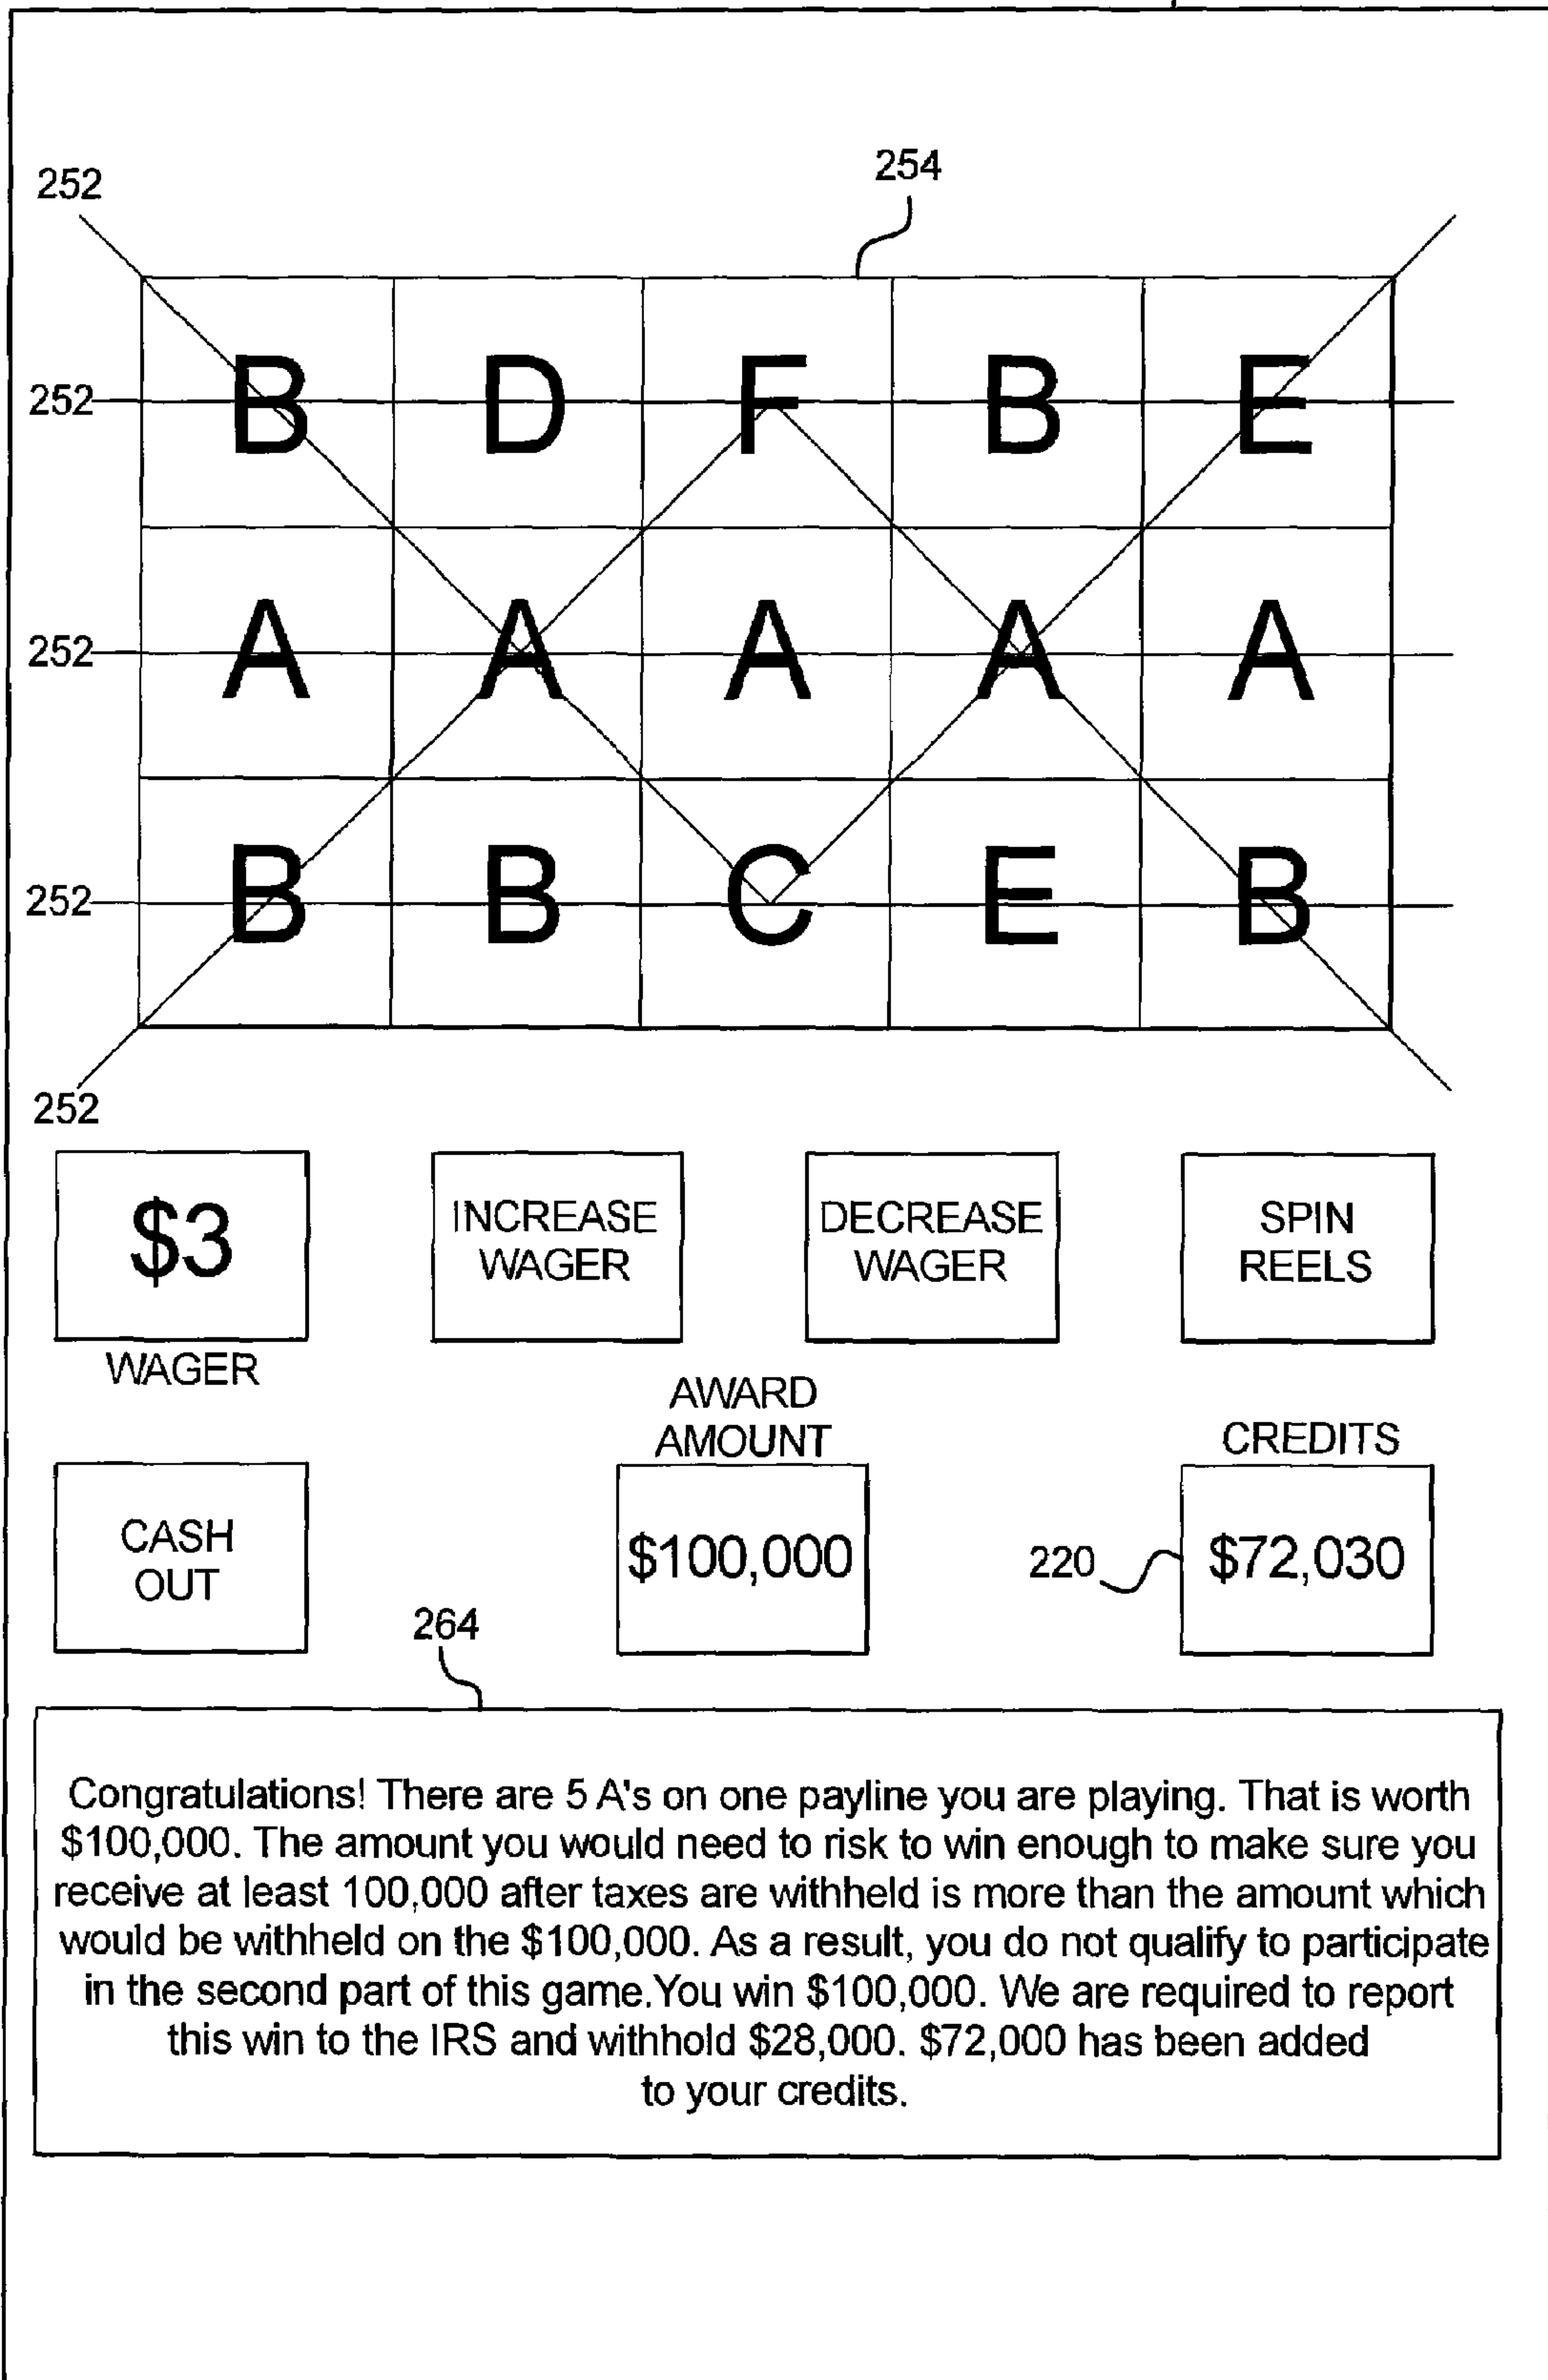 254
252
252 B D F B E
252 A A A A A
252 B B C E B
252
$3 INCREASE DECREASE SPIN
WAGER WAGER REELS
WAGER
AWARD
AMOUNT CREDITS
CASH
OUT $100,000 220 $72,030
264
Congratulations! There are 5 A's on one payline you are playing. That is worth
$100,000. The amount you would need to risk to win enough to make sure you
receive at least 100,000 after taxes are withheld is more than the amount which
would be withheld on the $100,000. As a result, you do not qualify to participate
in the second part of this game.You win $100,000. We are required to report
this win to the IRS and withhold $28,000. $72,000 has been added
to your credits.